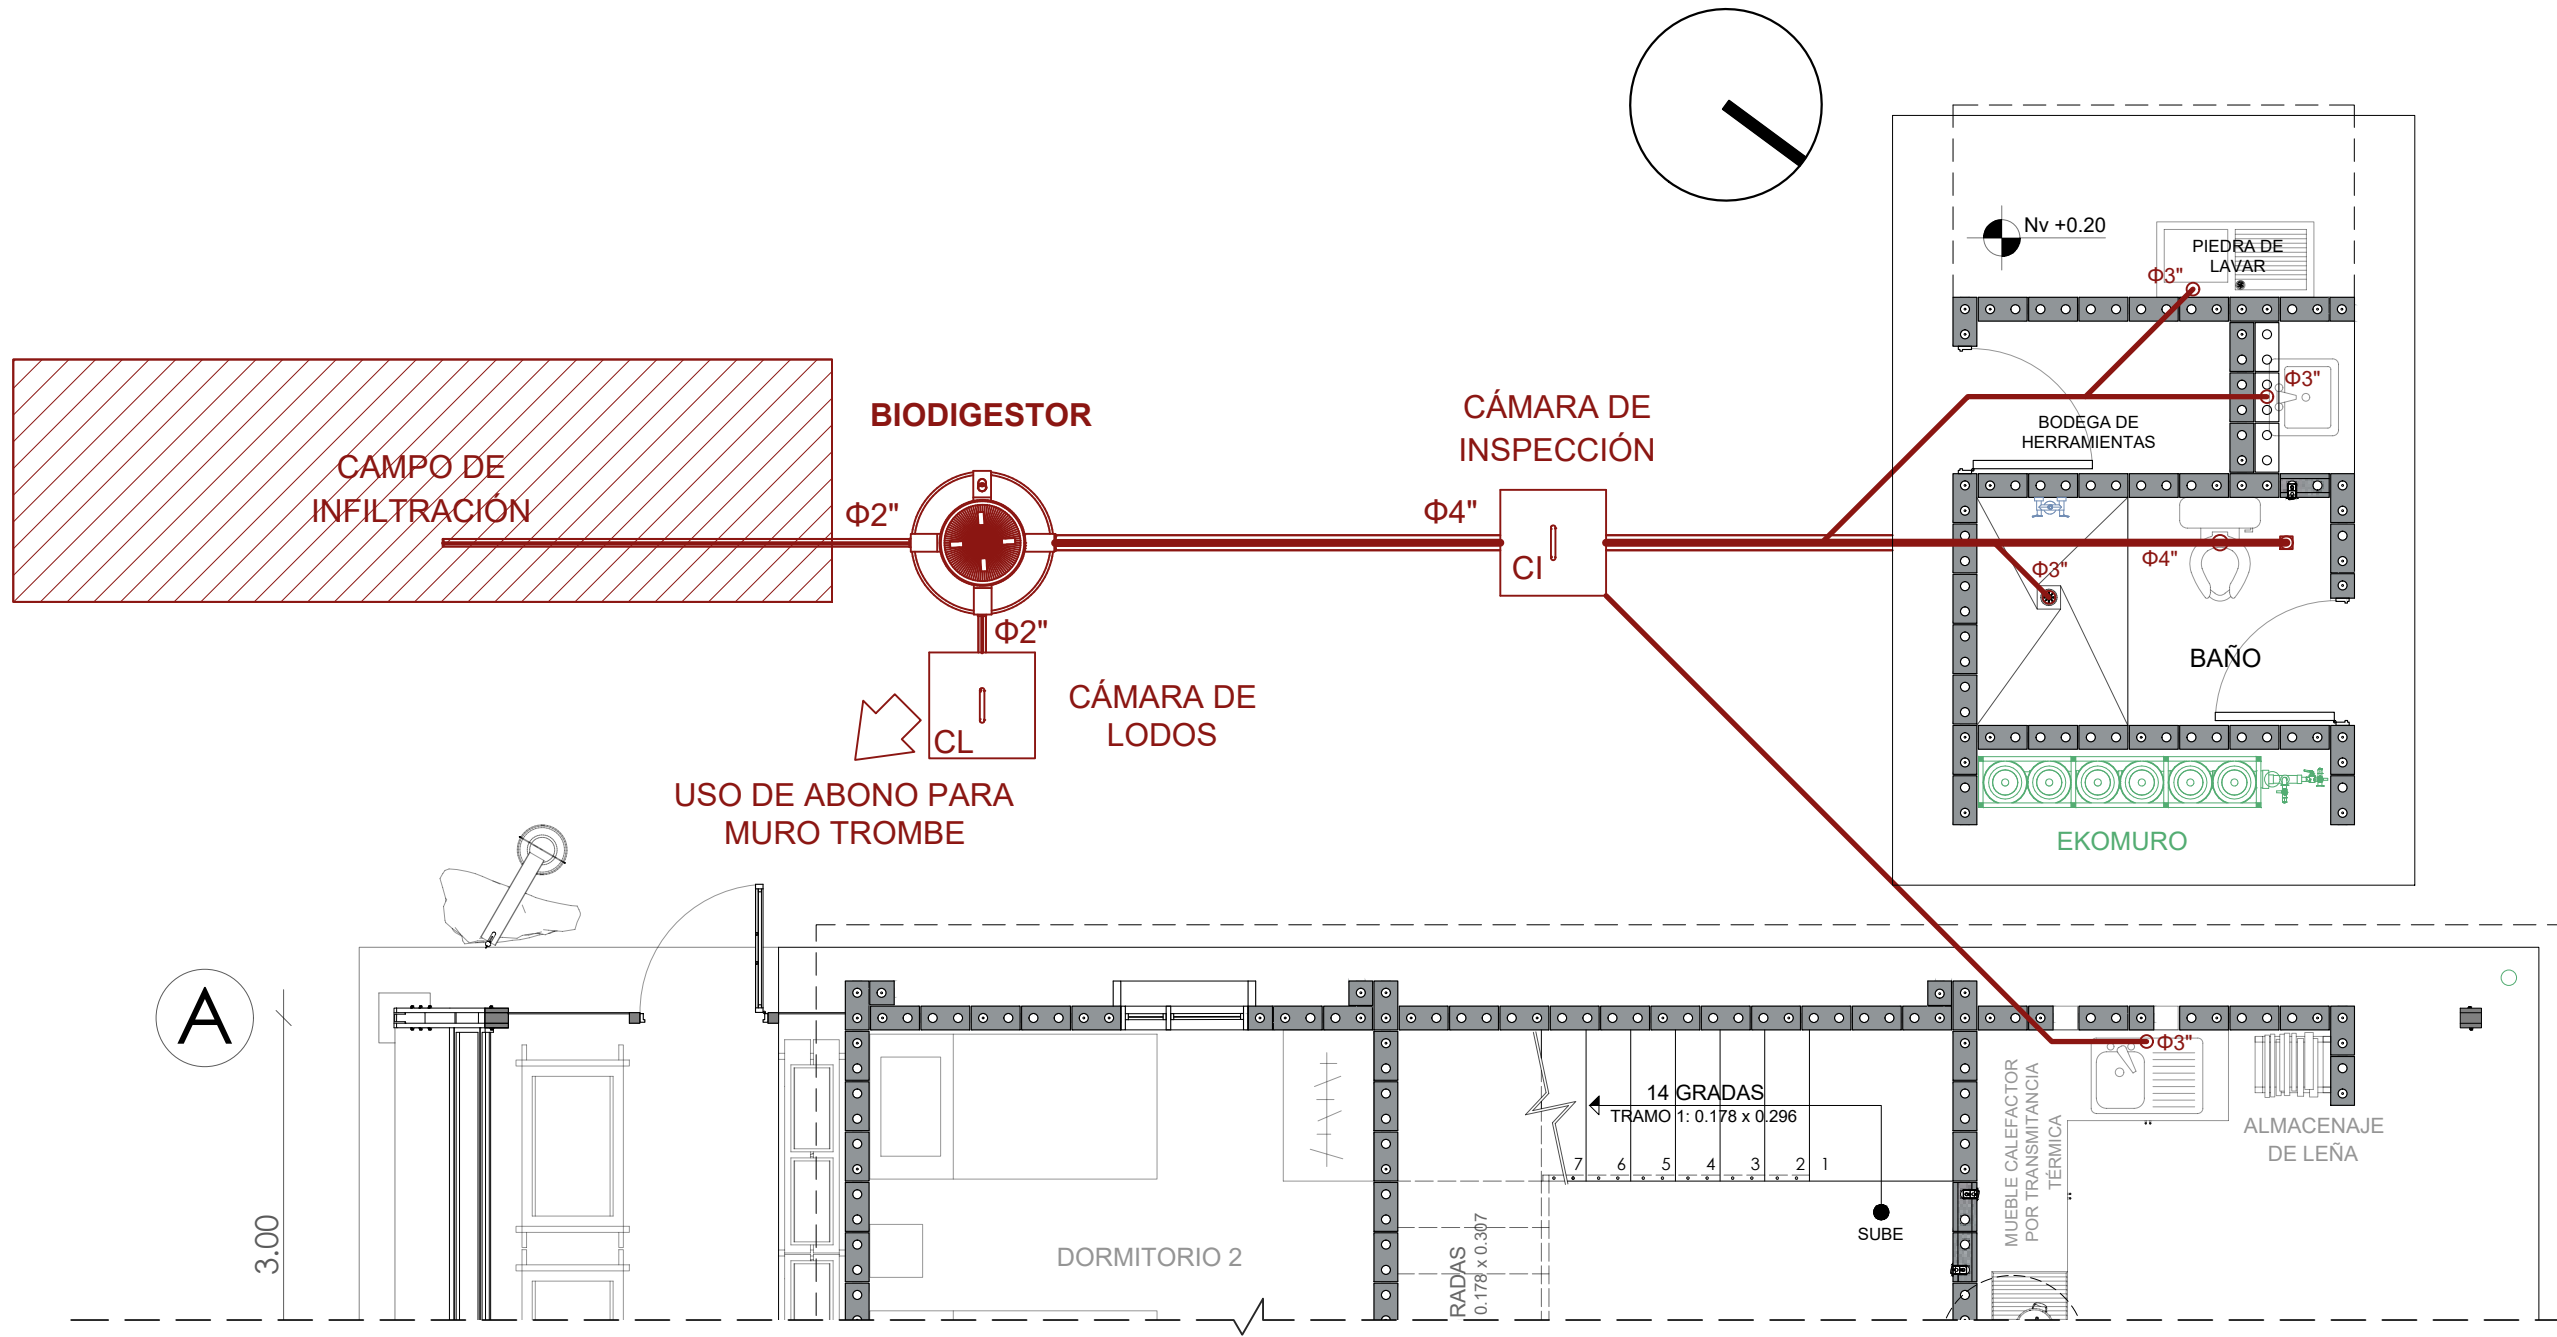 Nv +0.20
PIEDRA DE
LAVAR
Φ3"
Φ3"
BODEGA DE
HERRAMIENTAS
CAMPO DE
INFILTRACIÓN
BIODIGESTOR
Φ2"
CÁMARA DE
INSPECCIÓN
Φ4"
CI
Φ4"
Φ3"
BAÑO
Φ2"
CÁMARA DE
LODOS
CL
USO DE ABONO PARA
MURO TROMBE
EKOMURO
A
3.00
Φ3"
14 GRADAS
TRAMO 1: 0.178 x 0.296
7 6 5 4 3 2 1
SUBE
MUEBLE CALEFACTOR
POR TRANSMITANCIA
TÉRMICA
ALMACENAJE
DE LEÑA
DORMITORIO 2
RADAS
0.178 x 0.307